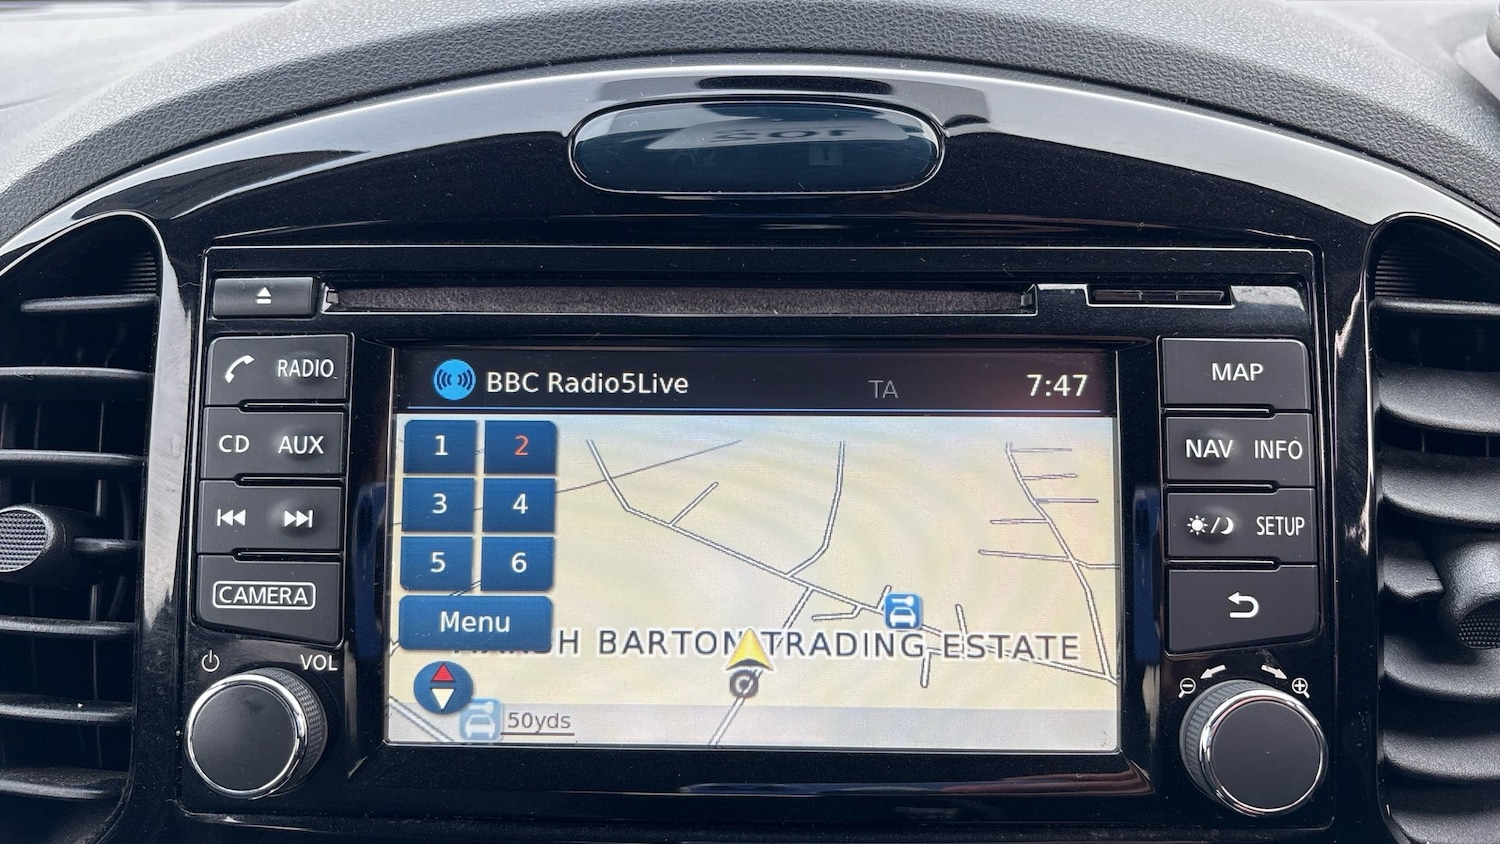 RADIO
CD AUX
CAMERA
VOL
BBC Radio5Live TA 7:47
1 2
3 4
5 6
Menu
BARTON TRADING ESTATE
50yds
MAP
NAV INFO
SETUP